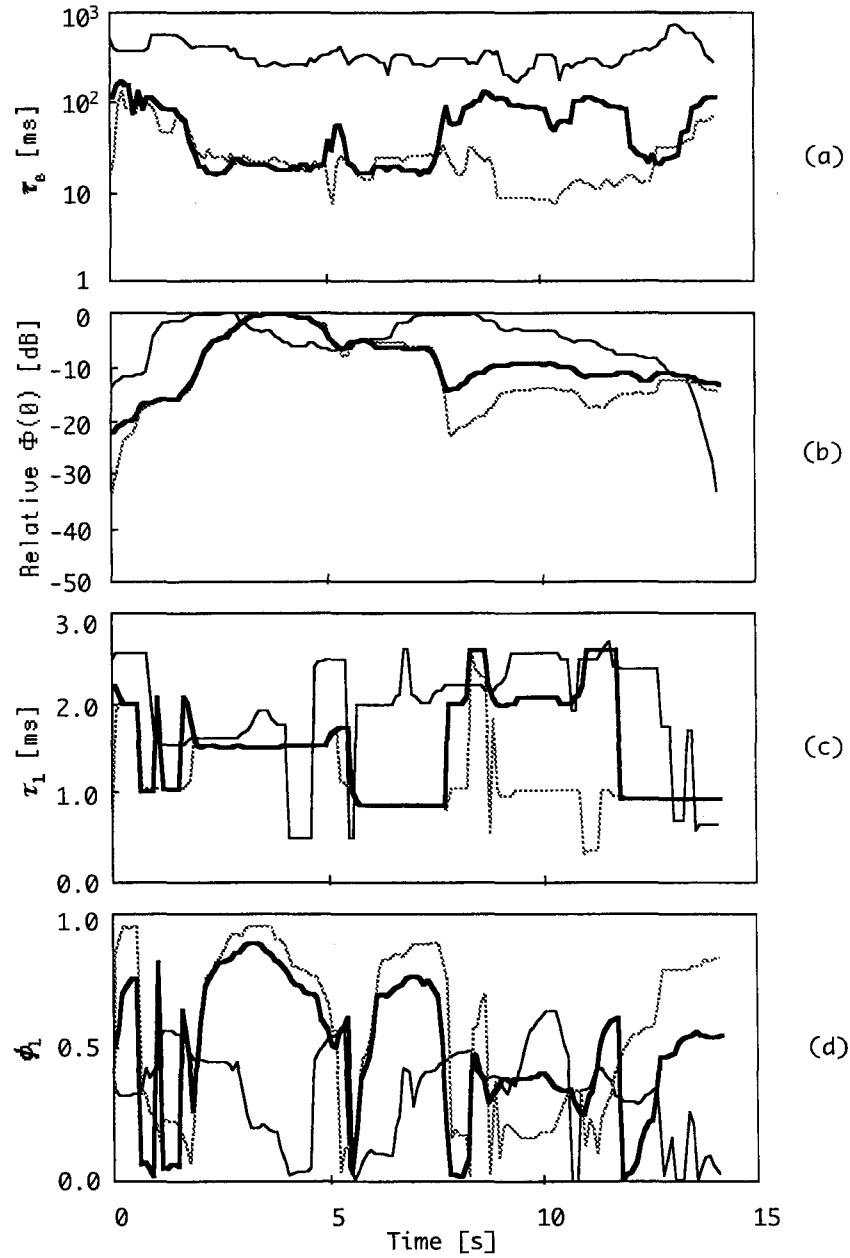 10³
10²
10
1
τₑ [ms]
(a)
0
-10
-20
-30
-40
-50
Relative Φ(0) [dB]
(b)
3.0
2.0
1.0
0.0
τ₁ [ms]
(c)
1.0
0.5
0.0
ϕ₁
(d)
0 5 10 15
Time [s]